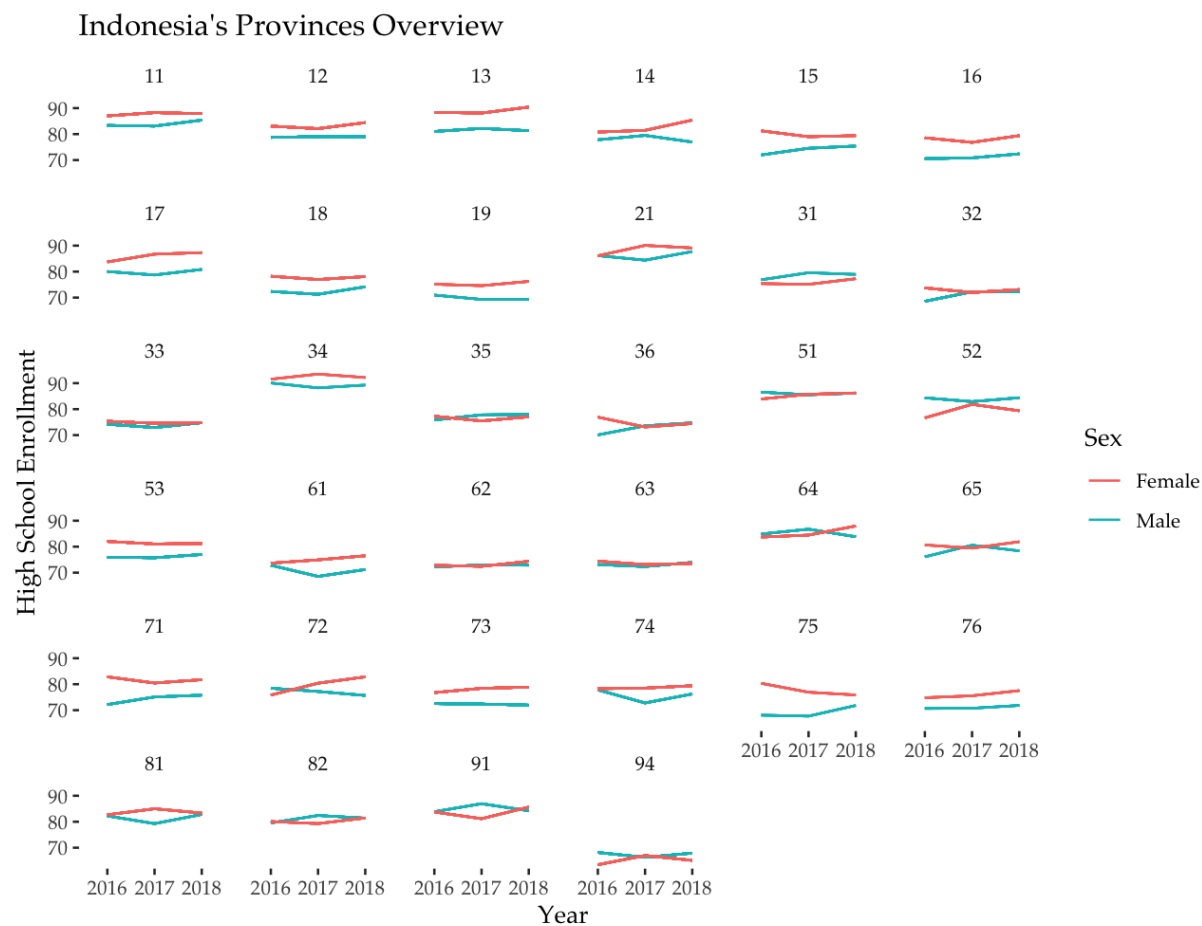 Indonesia's Provinces Overview
11 12 13 14 15 16
90
80
70
17 18 19 21 31 32
90
80
70
33 34 35 36 51 52
90
80
70
53 61 62 63 64 65
90
80
70
71 72 73 74 75 76
90
80
70
2016 2017 2018 2016 2017 2018
81 82 91 94
90
80
70
2016 2017 2018 2016 2017 2018 2016 2017 2018 2016 2017 2018
Year
High School Enrollment
Sex
Female
Male